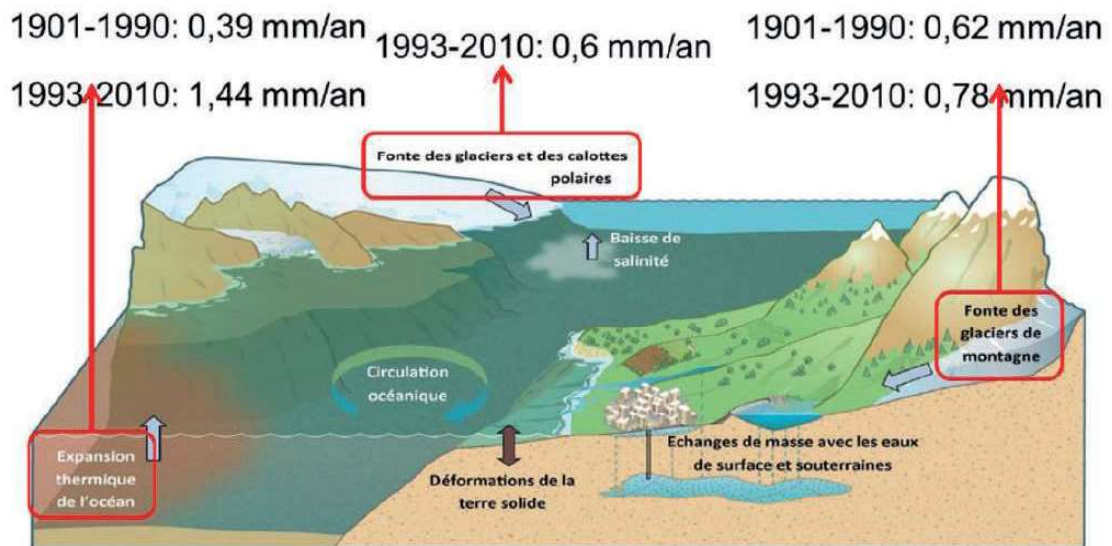 1901-1990: 0,39 mm/an
1993-2010: 1,44 mm/an
1993-2010: 0,6 mm/an
1901-1990: 0,62 mm/an
1993-2010: 0,78 mm/an
Fonte des glaciers et des calottes
polaires
Baisse de
salinité
Fonte des
glaciers de
montagne
Circulation
océanique
Expansion
thermique
de l'océan
Déformations de la
terre solide
Echanges de masse avec les eaux
de surface et souterraines